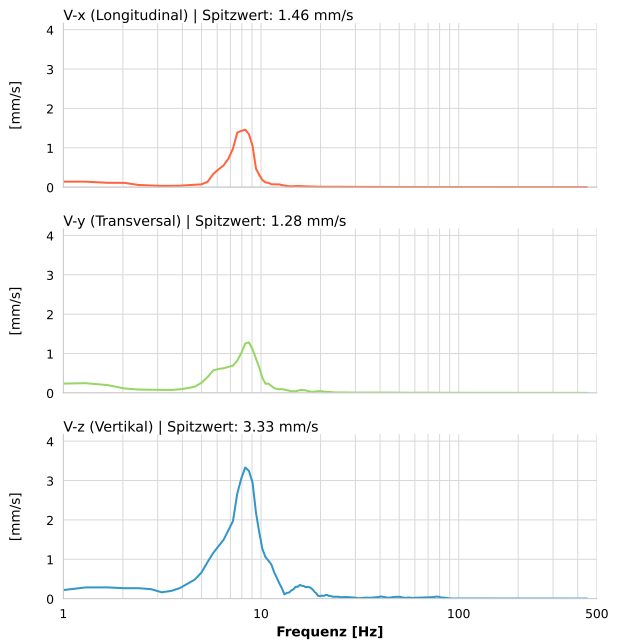 V-x (Longitudinal) | Spitzwert: 1.46 mm/s
4
3
2
1
0
[mm/s]
V-y (Transversal) | Spitzwert: 1.28 mm/s
4
3
2
1
0
[mm/s]
V-z (Vertikal) | Spitzwert: 3.33 mm/s
4
3
2
1
0
[mm/s]
1 10 100 500
Frequenz [Hz]